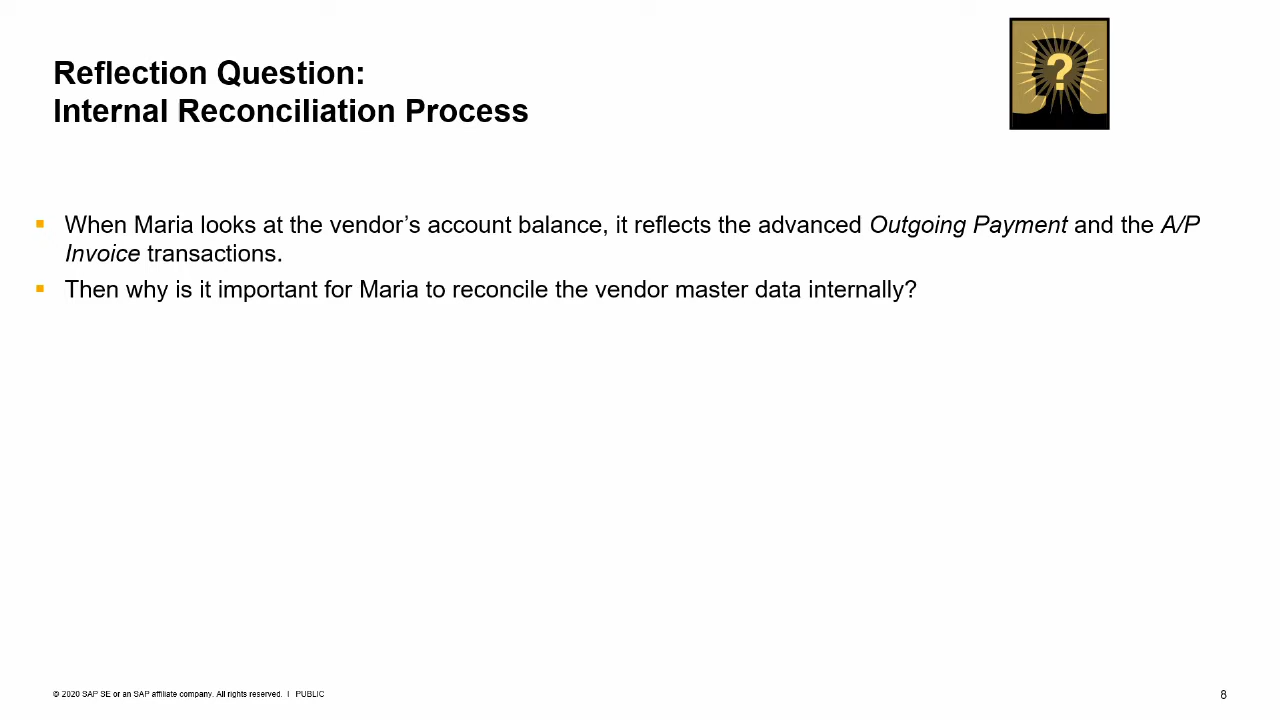 Reflection Question:
Internal Reconciliation Process
?
▪ When Maria looks at the vendor’s account balance, it reflects the advanced Outgoing Payment and the A/P
Invoice transactions.
▪ Then why is it important for Maria to reconcile the vendor master data internally?
© 2020 SAP SE or an SAP affiliate company. All rights reserved. I PUBLIC
8